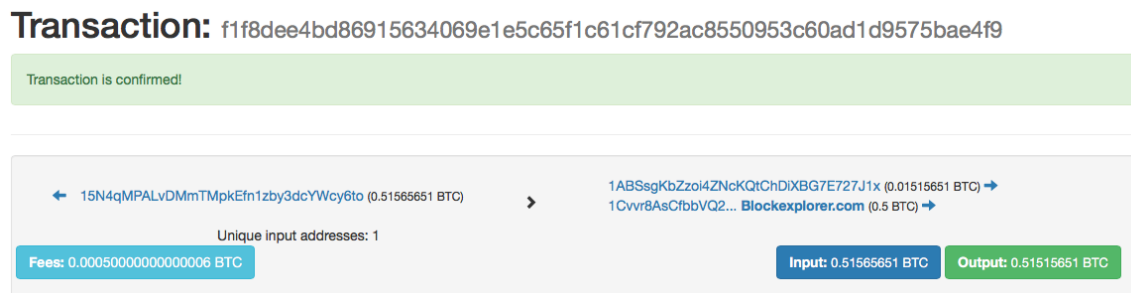 Transaction: f1f8dee4bd86915634069e1e5c65f1c61cf792ac8550953c60ad1d9575bae4f9
Transaction is confirmed!
15N4qMPALvDMmTMpkEfn1zby3dcYWcy6to (0.51565651 BTC)
1ABSsgKbZzoi4ZNcKQtChDiXBG7E727J1x (0.01515651 BTC)
1Cvvr8AsCfbbVQ2... Blockexplorer.com (0.5 BTC)
Unique input addresses: 1
Fees: 0.00050000000000006 BTC
Input: 0.51565651 BTC
Output: 0.51515651 BTC